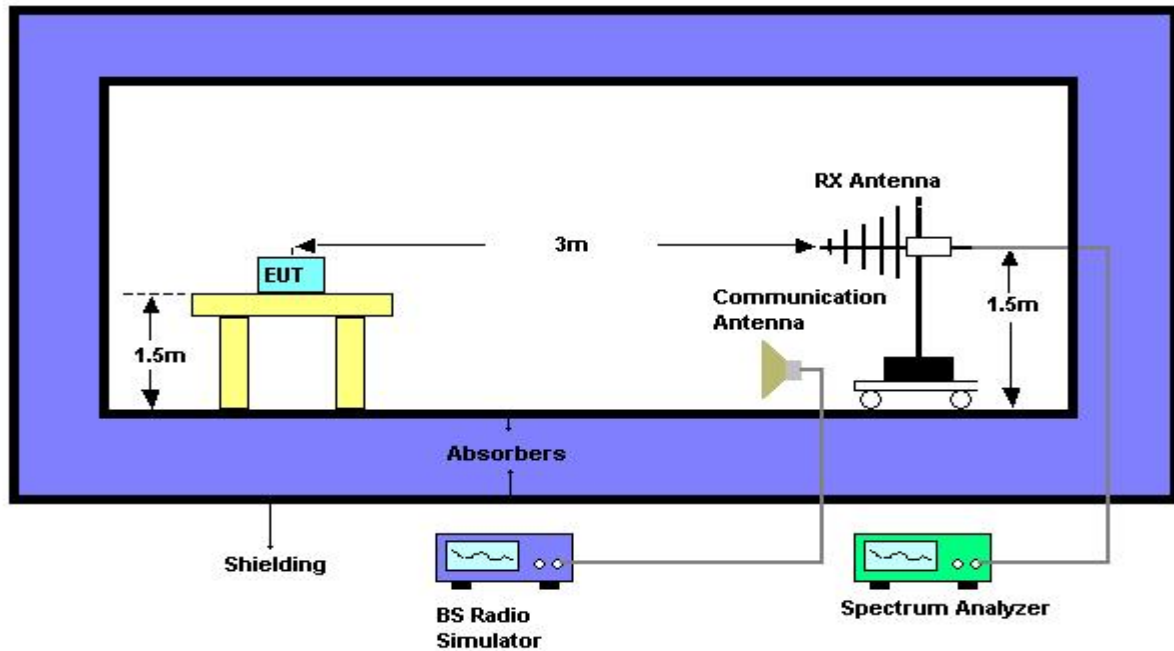 RX Antenna
3m
EUT
Communication
Antenna
1.5m
1.5m
Absorbers
Shielding
BS Radio
Simulator
Spectrum Analyzer